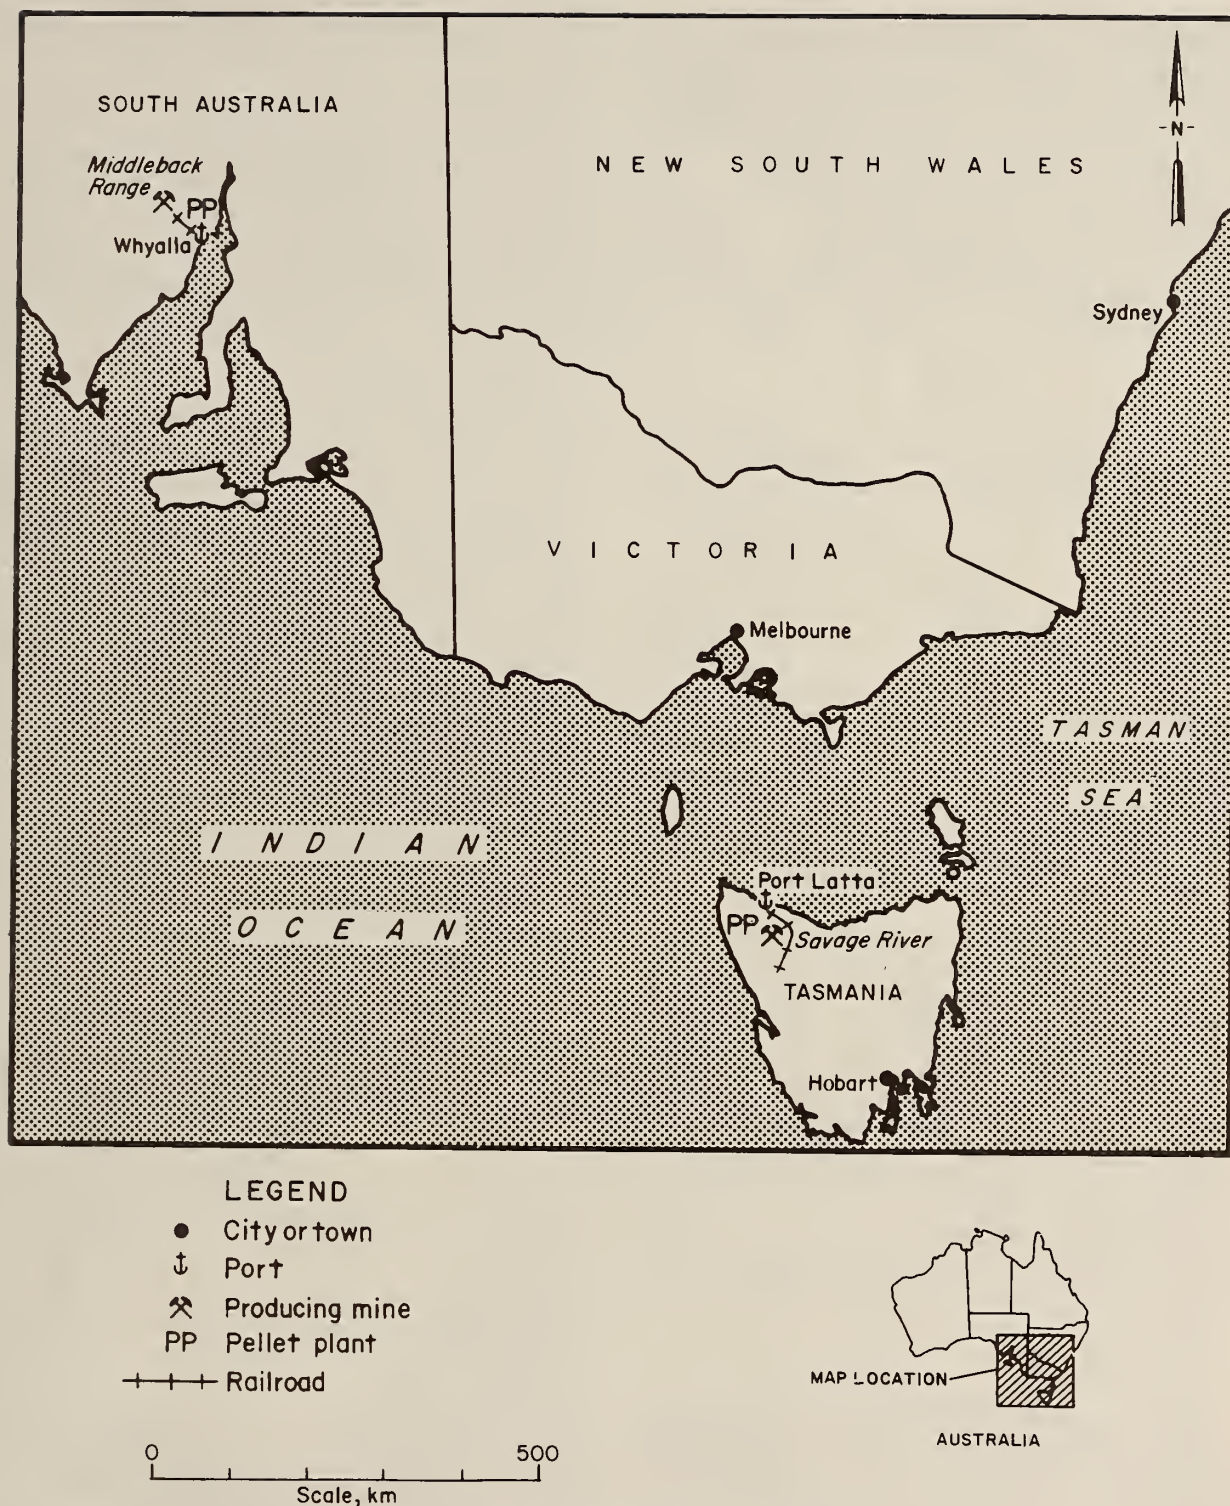 SOUTH AUSTRALIA
NEW SOUTH WALES
-N-
Middleback
Range
PP
Whyalla
Sydney
VICTORIA
Melbourne
TASMAN
SEA
INDIAN
OCEAN
Port Latta
PP
Savage River
TASMANIA
Hobart
LEGEND
City or town
Port
Producing mine
PP Pellet plant
Railroad
MAP LOCATION
AUSTRALIA
0 500
Scale, km